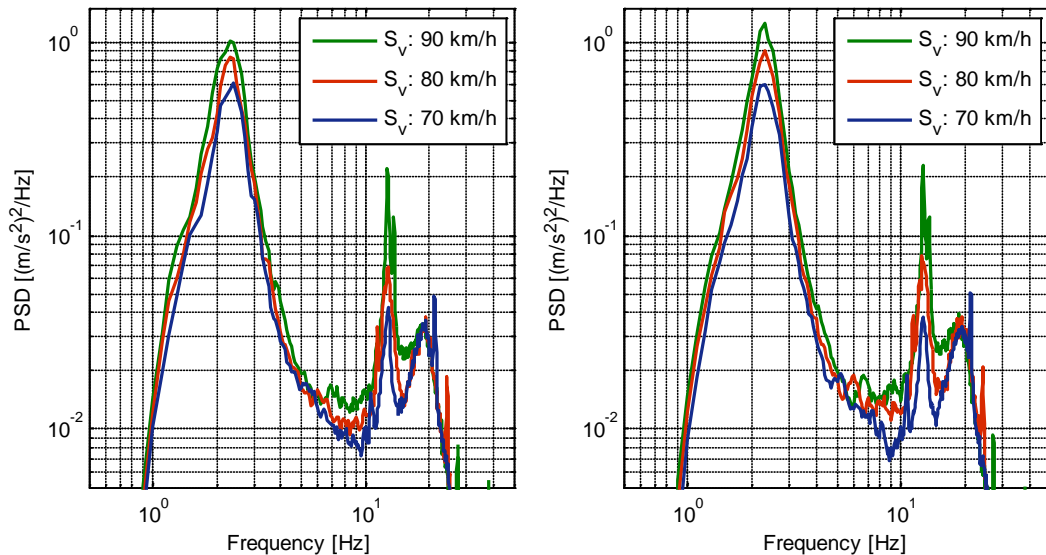 10^0
10^-1
10^-2
PSD [(m/s^2)^2/Hz]
S_v: 90 km/h
S_v: 80 km/h
S_v: 70 km/h
10^0
10^1
Frequency [Hz]
10^0
10^-1
10^-2
PSD [(m/s^2)^2/Hz]
S_v: 90 km/h
S_v: 80 km/h
S_v: 70 km/h
10^0
10^1
Frequency [Hz]